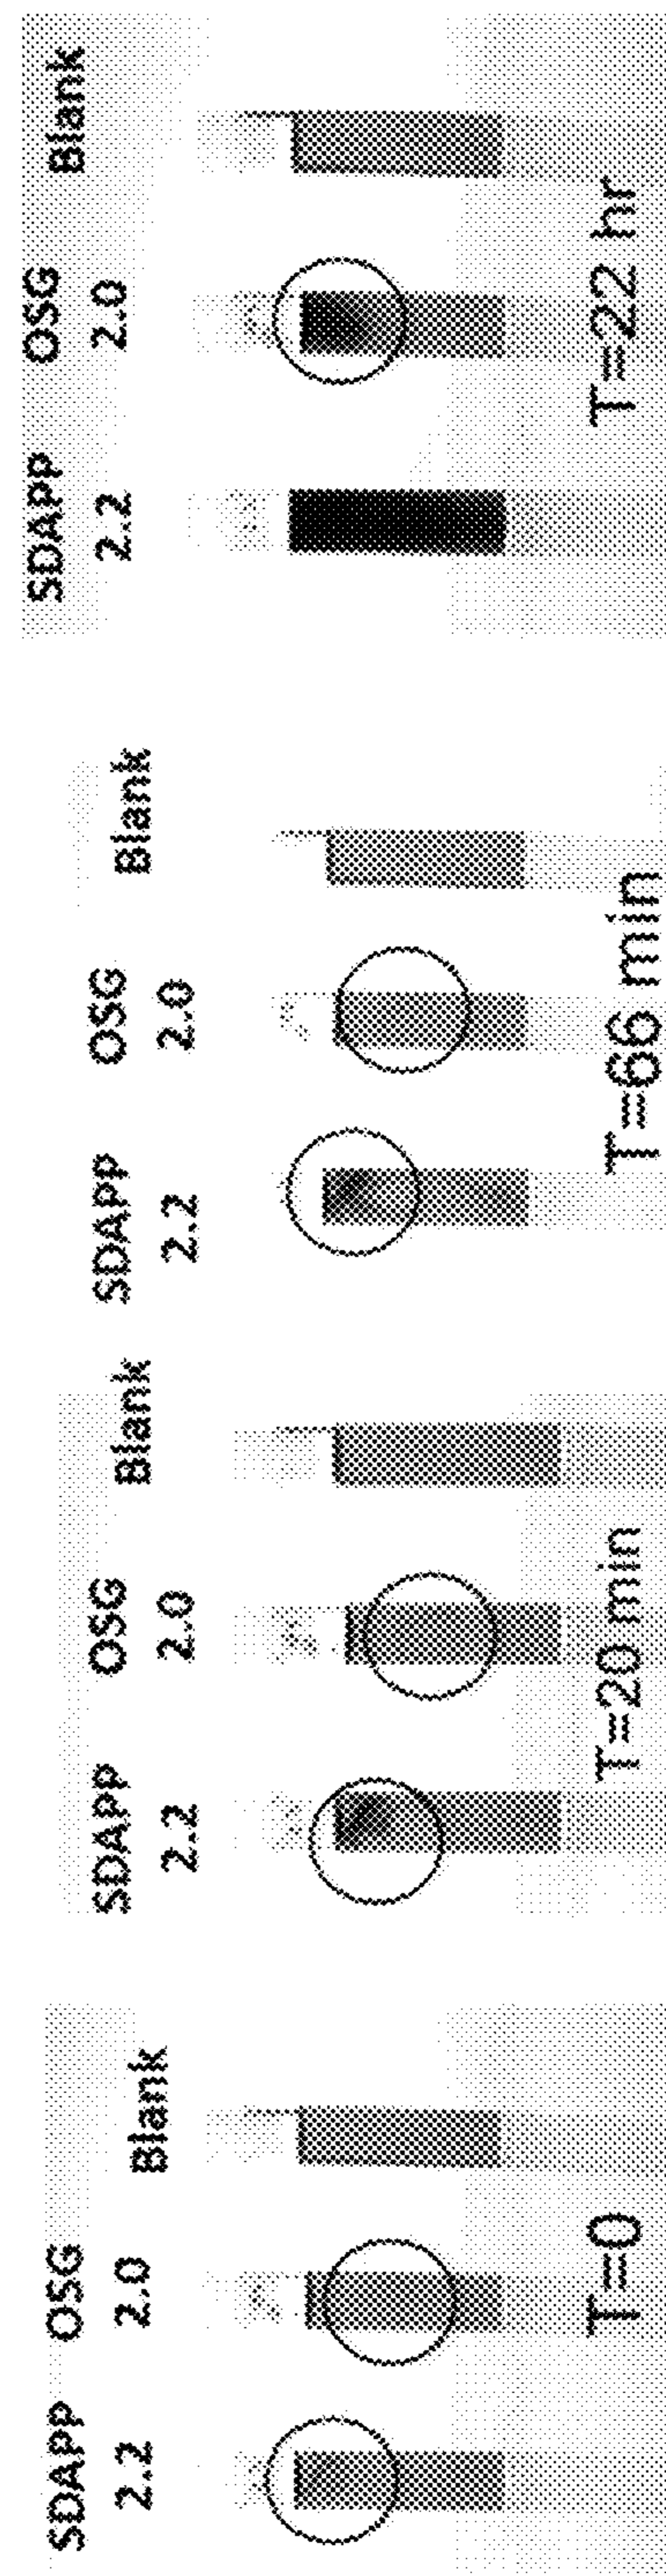 SDAPP OSG Blank
2.2 2.0
T=0
SDAPP OSG Blank
2.2 2.0
T=20 min
SDAPP OSG Blank
2.2 2.0
T=66 min
SDAPP OSG Blank
2.2 2.0
T=22 hr